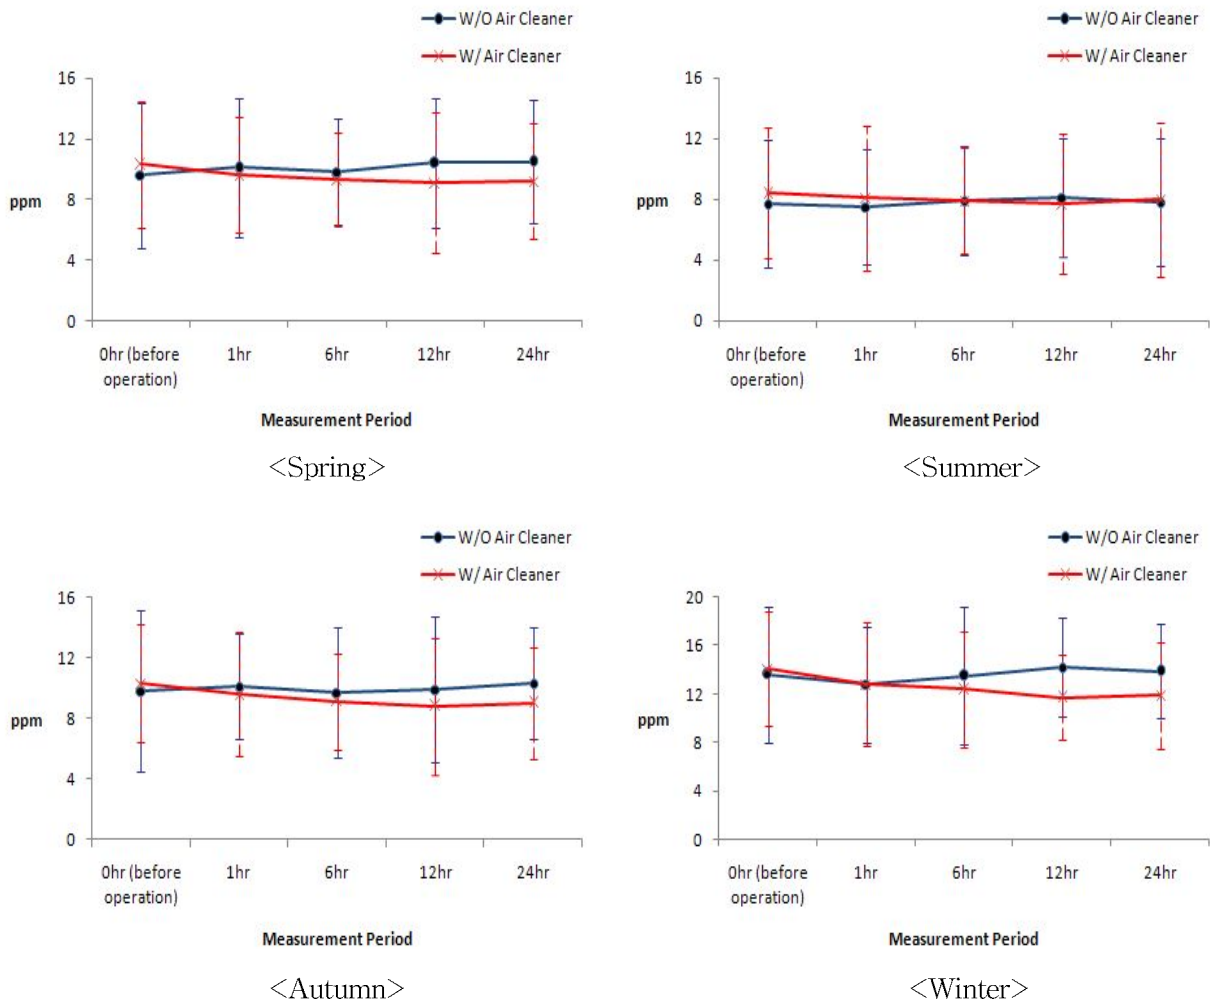 W/O Air Cleaner
W/ Air Cleaner
16
12
8
4
0
ppm
0hr (before
operation)
1hr
6hr
12hr
24hr
Measurement Period
<Spring>
W/O Air Cleaner
W/ Air Cleaner
16
12
8
4
0
ppm
0hr (before
operation)
1hr
6hr
12hr
24hr
Measurement Period
<Summer>
W/O Air Cleaner
W/ Air Cleaner
16
12
8
4
0
ppm
0hr (before
operation)
1hr
6hr
12hr
24hr
Measurement Period
<Autumn>
W/O Air Cleaner
W/ Air Cleaner
20
16
12
8
4
0
ppm
0hr (before
operation)
1hr
6hr
12hr
24hr
Measurement Period
<Winter>